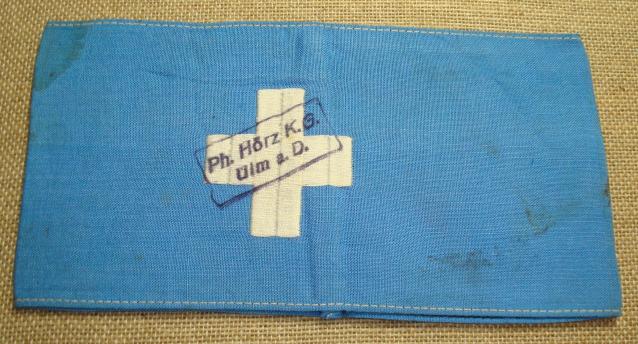 Ph. Hörz K.G.
Ulm a. D.